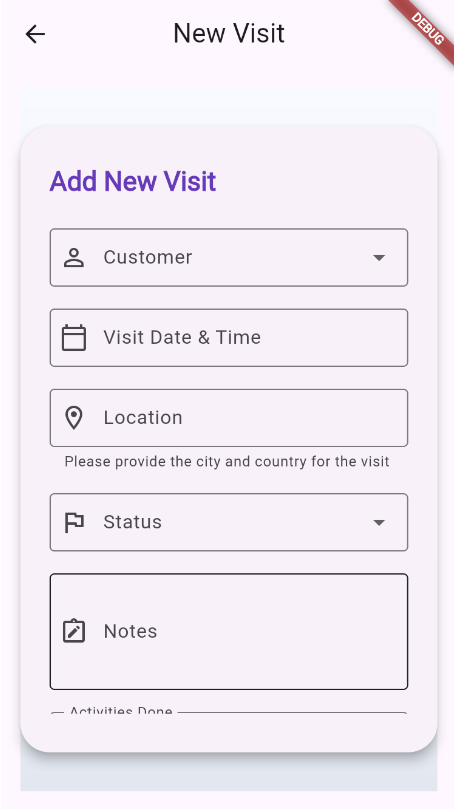 New Visit
DEBUG
Add New Visit
Customer
Visit Date & Time
Location
Please provide the city and country for the visit
Status
Notes
Activities Done